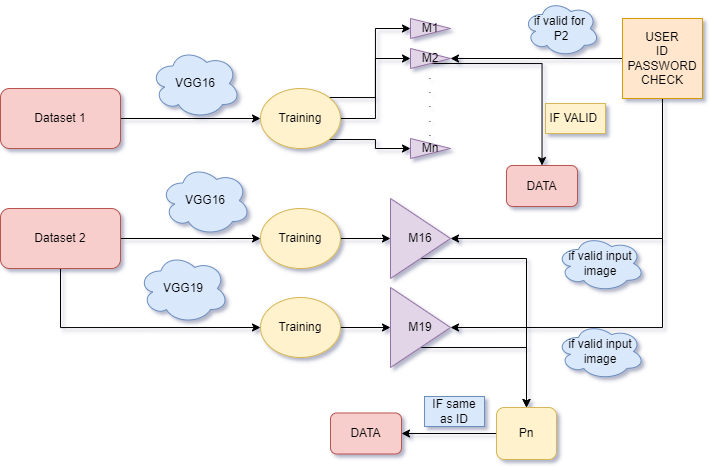 M1
if valid for
P2
USER
ID
PASSWORD
CHECK
M2
VGG16
Dataset 1
Training
IF VALID
Mn
DATA
VGG16
Dataset 2
Training
M16
if valid input
image
VGG19
Training
M19
if valid input
image
IF same
as ID
DATA
Pn